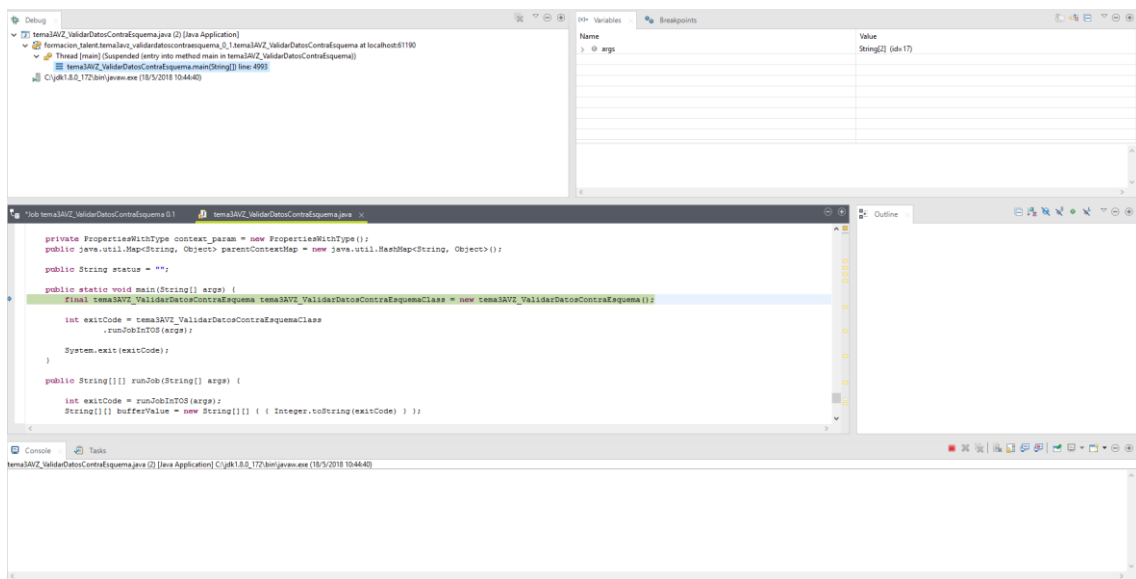 Debug
tema3AVZ_ValidarDatosContraEsquema.java (2) [Java Application]
formacion_talent.tema3avz_validardatoscontraesquema_0_1.tema3AVZ_ValidarDatosContraEsquema at localhost:61190
Thread [main] (Suspended (entry into method main in tema3AVZ_ValidarDatosContraEsquema))
tema3AVZ_ValidarDatosContraEsquema.main(String[]) line: 4993
C:\jdk1.8.0_172\bin\javaw.exe (18/5/2018 10:44:40)
(x)= Variables Breakpoints
Name Value
args String[2] (id=17)
*Job tema3AVZ_ValidarDatosContraEsquema 0.1 tema3AVZ_ValidarDatosContraEsquema.java
private PropertiesWithType context_param = new PropertiesWithType();
public java.util.Map<String, Object> parentContextMap = new java.util.HashMap<String, Object>();
public String status = "";
public static void main(String[] args) {
final tema3AVZ_ValidarDatosContraEsquema tema3AVZ_ValidarDatosContraEsquemaClass = new tema3AVZ_ValidarDatosContraEsquema();
int exitCode = tema3AVZ_ValidarDatosContraEsquemaClass
.runJobInTOS(args);
System.exit(exitCode);
}
public String[][] runJob(String[] args) {
int exitCode = runJobInTOS(args);
String[][] bufferValue = new String[][] { { Integer.toString(exitCode) } };
Outline
Console Tasks
tema3AVZ_ValidarDatosContraEsquema.java (2) [Java Application] C:\jdk1.8.0_172\bin\javaw.exe (18/5/2018 10:44:40)